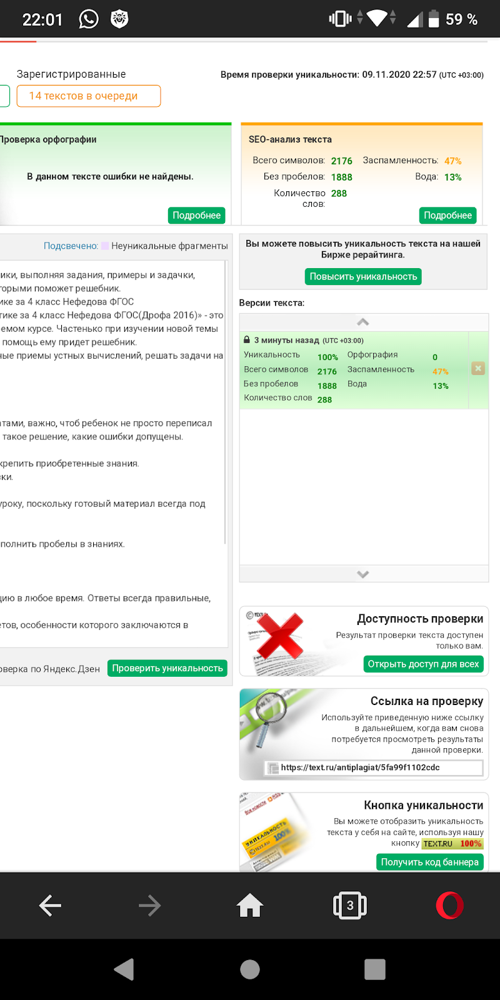 22:01
59 %
Зарегистрированные
Время проверки уникальности: 09.11.2020 22:57 (UTC +03:00)
14 текстов в очереди
Проверка орфографии
В данном тексте ошибки не найдены.
Подробнее
SEO-анализ текста
Всего символов: 2176 Заспамленность: 47%
Без пробелов: 1888 Вода: 13%
Количество слов: 288
Подробнее
Подсвечено: Неуникальные фрагменты
ики, выполняя задания, примеры и задачки,
торыми поможет решебник.
ике за 4 класс Нефедова ФГОС
тике за 4 класс Нефедова ФГОС(Дрофа 2016)» - это
емом курсе. Частенько при изучении новой темы
помощь ему придет решебник.
ные приемы устных вычислений, решать задачи на
тами, важно, чтоб ребенок не просто переписал
такое решение, какие ошибки допущены.
крепить приобретенные знания.
ки.
уроку, поскольку готовый материал всегда под
полнить пробелы в знаниях.
цию в любое время. Ответы всегда правильные,
етов, особенности которого заключаются в
оверка по Яндекс.Дзен
Проверить уникальность
Вы можете повысить уникальность текста на нашей
Бирже рерайтинга.
Повысить уникальность
Версии текста:
3 минуты назад (UTC +03:00)
Уникальность 100% Орфография 0
Всего символов 2176 Заспамленность 47%
Без пробелов 1888 Вода 13%
Количество слов 288
Доступность проверки
Результат проверки текста доступен
только вам.
Открыть доступ для всех
Ссылка на проверку
Используйте приведенную ниже ссылку
в дальнейшем, когда вам снова
потребуется просмотреть результаты
данной проверки.
https://text.ru/antiplagiat/5fa99f1102cdc
Кнопка уникальности
Вы можете отобразить уникальность
текста у себя на сайте, используя нашу
кнопку TEXT.RU 100%
УНИКАЛЬНОСТЬ
TEXT.RU 100%
Получить код баннера
3